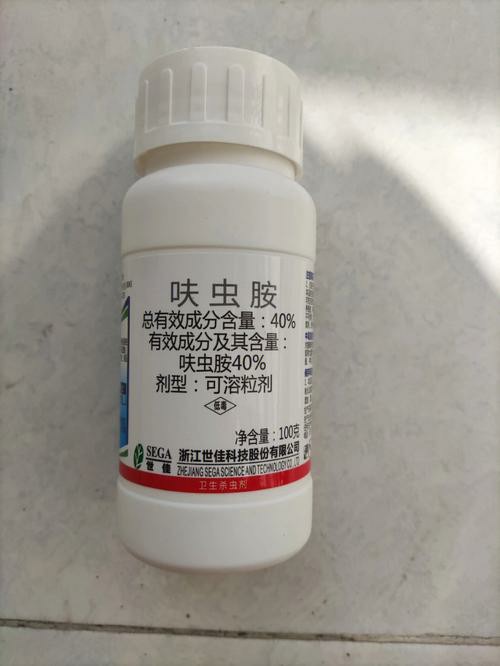 呋虫胺
总有效成分含量：40%
有效成分及其含量：
呋虫胺40%
剂型：可溶粒剂
低毒
净含量：100克
SEGA
世佳
浙江世佳科技股份有限公司
ZHEJIANG SEGA SCIENCE AND TECHNOLOGY CO., LTD
卫生杀虫剂